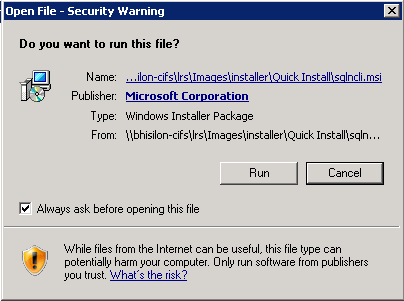 Open File - Security Warning
Do you want to run this file?
Name: ...ilon-cifs\lrs\Images\installer\Quick Install\sqlncli.msi
Publisher: Microsoft Corporation
Type: Windows Installer Package
From: \\bhisilon-cifs\lrs\Images\installer\Quick Install\sqln...
Run Cancel
Always ask before opening this file
While files from the Internet can be useful, this file type can
potentially harm your computer. Only run software from publishers
you trust. What's the risk?